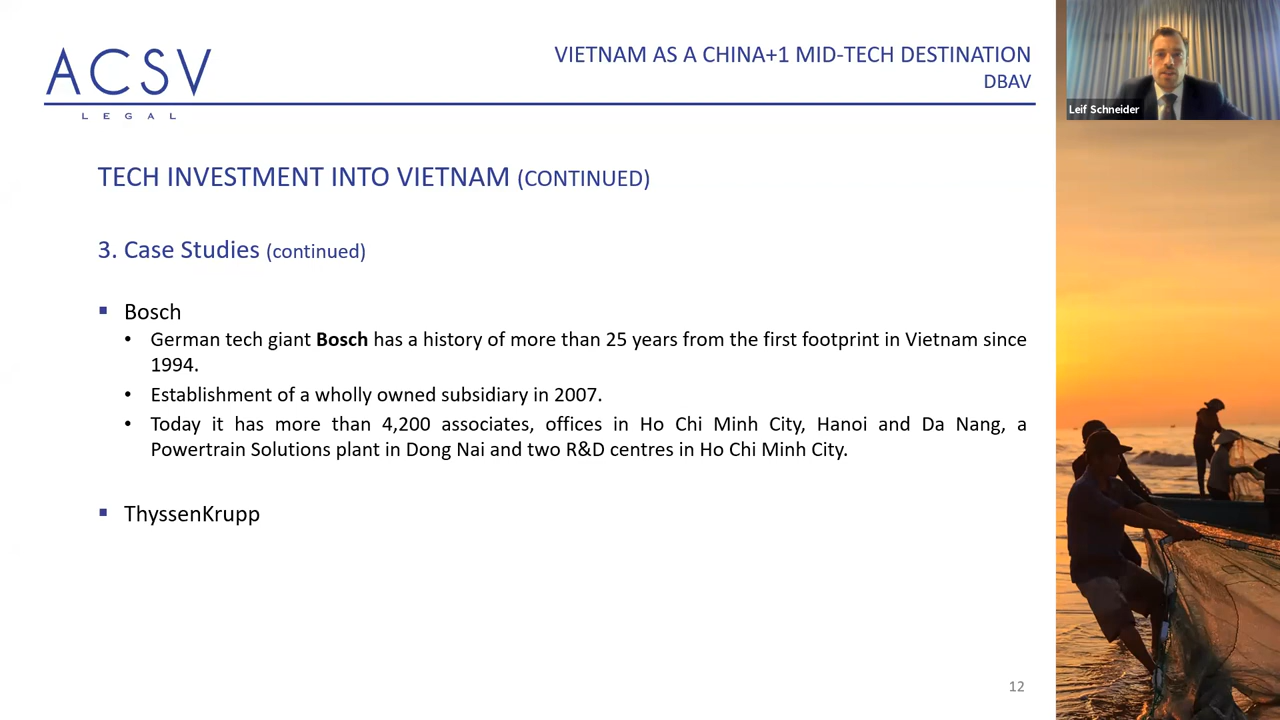 ACSV
LEGAL
VIETNAM AS A CHINA+1 MID-TECH DESTINATION
DBAV
Leif Schneider
TECH INVESTMENT INTO VIETNAM (CONTINUED)
3. Case Studies (continued)
▪ Bosch
• German tech giant Bosch has a history of more than 25 years from the first footprint in Vietnam since
1994.
• Establishment of a wholly owned subsidiary in 2007.
• Today it has more than 4,200 associates, offices in Ho Chi Minh City, Hanoi and Da Nang, a
Powertrain Solutions plant in Dong Nai and two R&D centres in Ho Chi Minh City.
▪ ThyssenKrupp
12